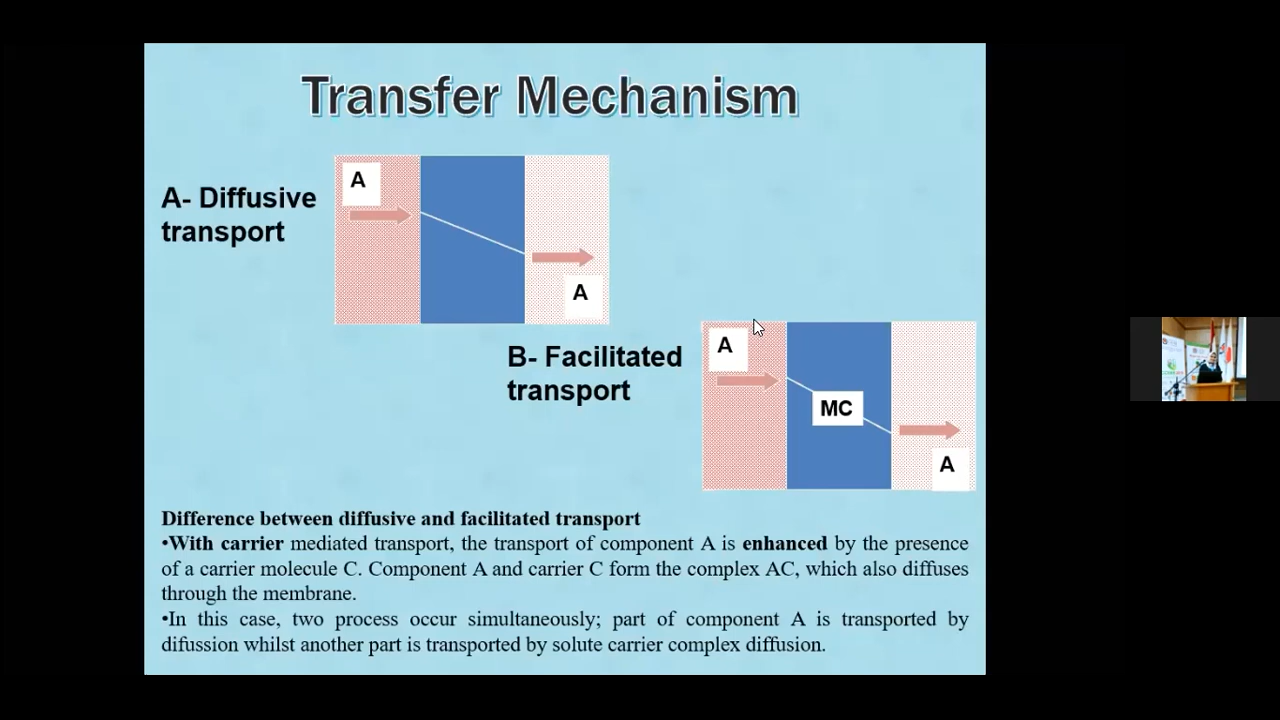 Transfer Mechanism
A- Diffusive
transport
A
A
B- Facilitated
transport
A
MC
A
Difference between diffusive and facilitated transport
•With carrier mediated transport, the transport of component A is enhanced by the presence
of a carrier molecule C. Component A and carrier C form the complex AC, which also diffuses
through the membrane.
•In this case, two process occur simultaneously; part of component A is transported by
difussion whilst another part is transported by solute carrier complex diffusion.